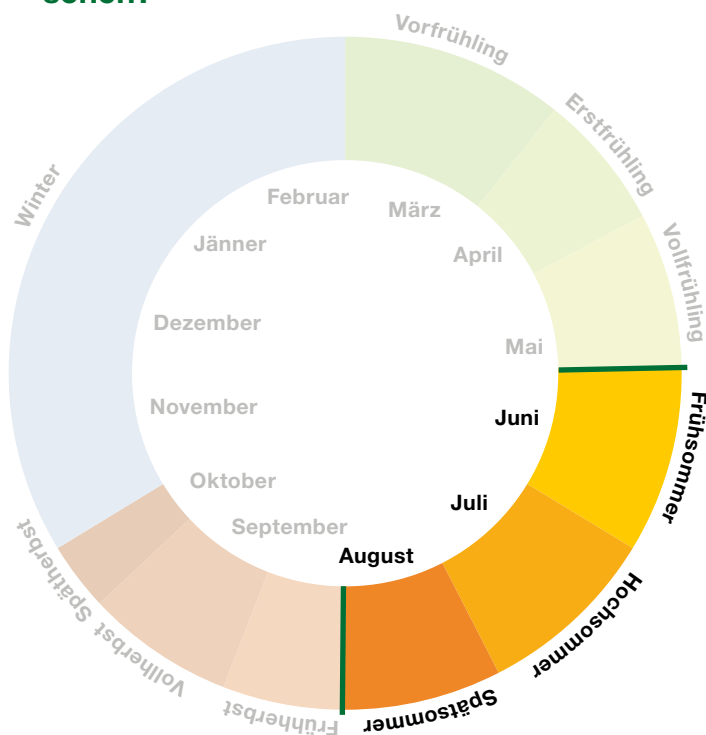 Vorfrühling
Erstfrühling
Vollfrühling
Frühsommer
Hochsommer
Spätsommer
Frühherbst
Vollherbst
Spätherbst
Winter
Februar
März
April
Mai
Juni
Juli
August
September
Oktober
November
Dezember
Jänner